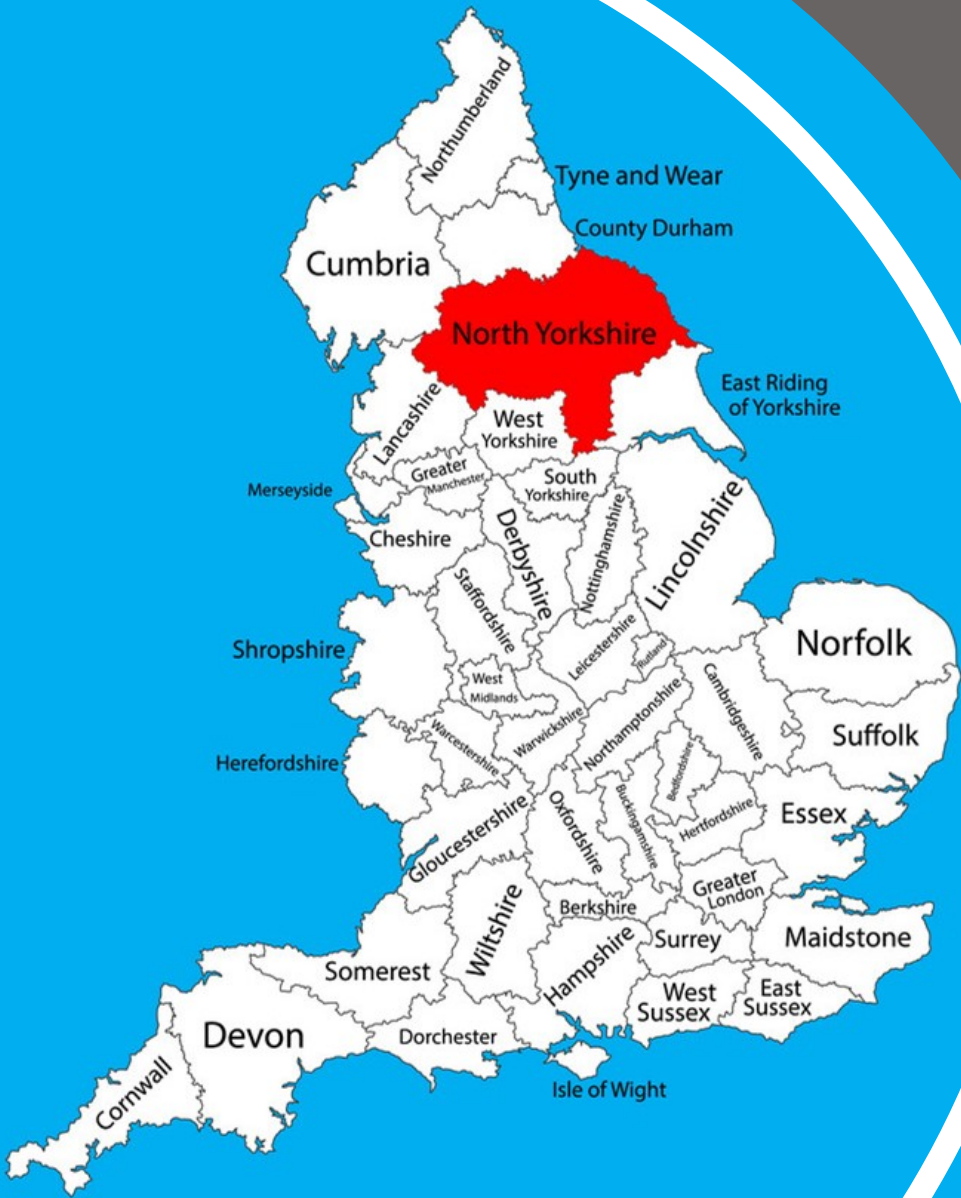 Northumberland
Tyne and Wear
County Durham
Cumbria
North Yorkshire
East Riding
of Yorkshire
Lancashire
West
Yorkshire
Greater
Manchester
South
Yorkshire
Merseyside
Cheshire
Derbyshire
Nottinghamshire
Lincolnshire
Staffordshire
Shropshire
Leicestershire
Rutland
Norfolk
West
Midlands
Cambridgeshire
Suffolk
Warcestershire
Warwickshire
Northamptonshire
Herefordshire
Bedfordshire
Gloucestershire
Oxfordshire
Buckingamshire
Hertfordshire
Essex
Greater
London
Wiltshire
Berkshire
Hampshire
Surrey
Maidstone
Somerest
West
Sussex
East
Sussex
Devon
Dorchester
Cornwall
Isle of Wight